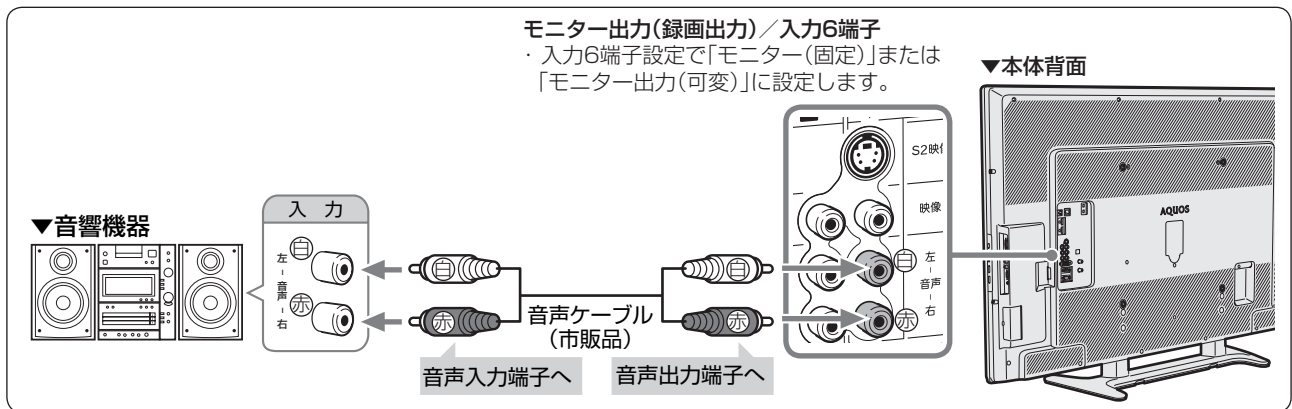 モニター出力(録画出力)／入力6端子
・ 入力6端子設定で「モニター(固定)」または
「モニター出力(可変)」に設定します。
▼本体背面
S2映
映像
白
左
音声
右
赤
AQUOS
▼音響機器
入 力
白
左
音声
右
赤
白
赤
音声ケーブル
(市販品)
白
赤
音声入力端子へ
音声出力端子へ